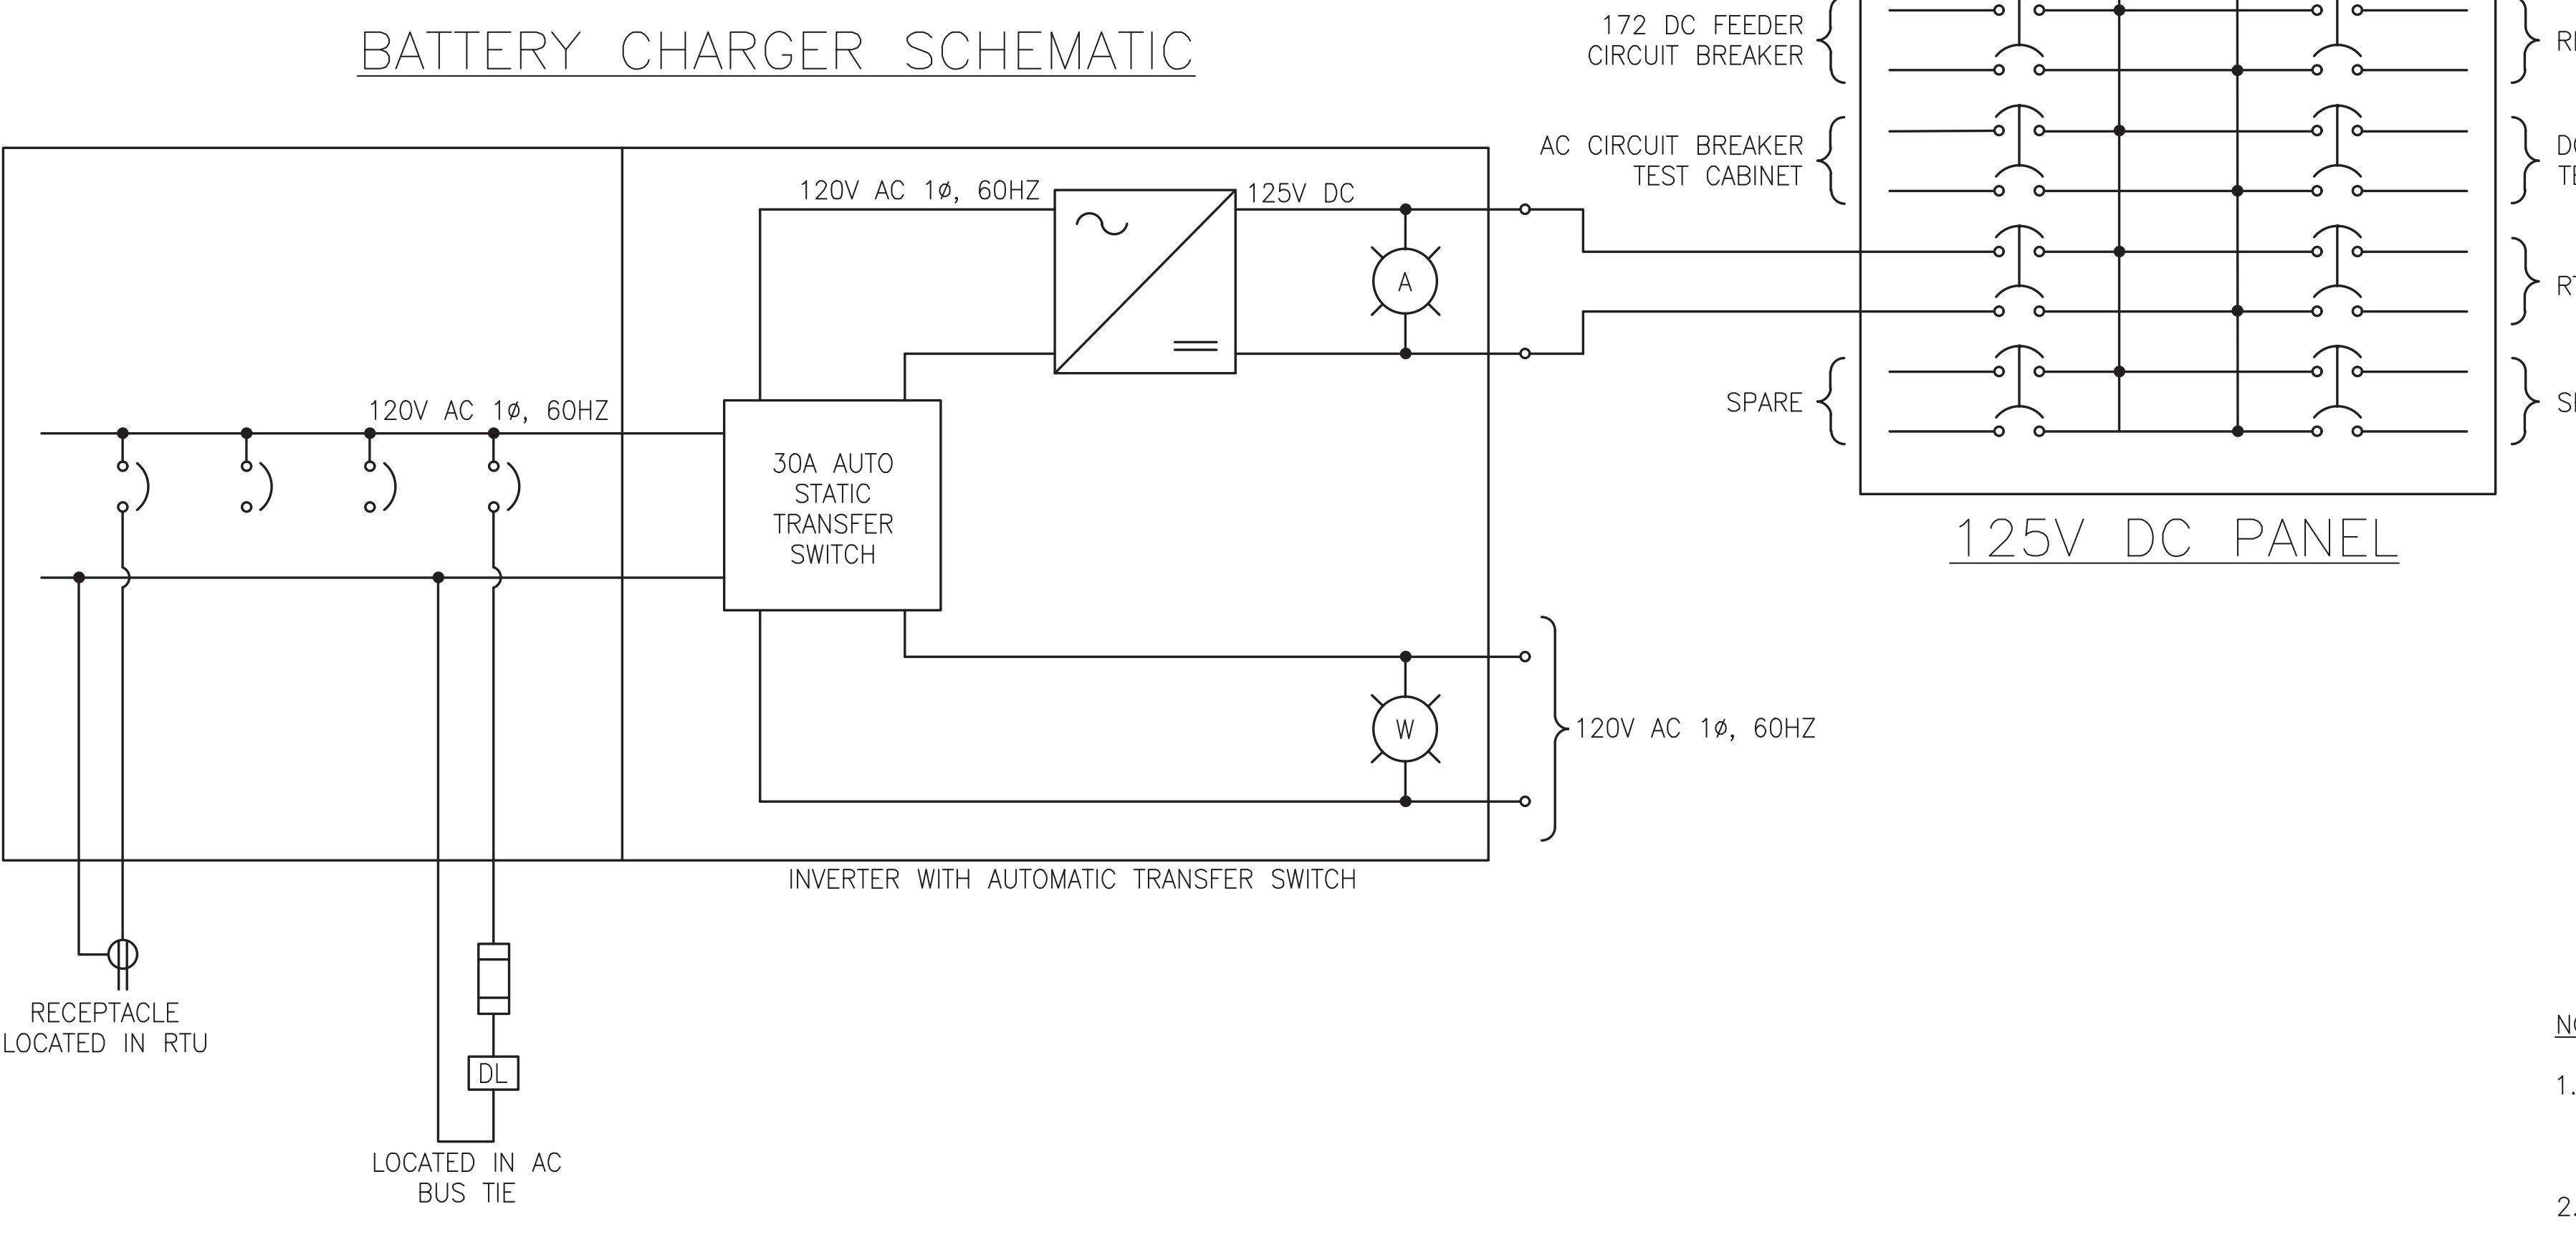 BATTERY CHARGER SCHEMATIC
172 DC FEEDER
CIRCUIT BREAKER
AC CIRCUIT BREAKER
TEST CABINET
120V AC 1ø, 60HZ
125V DC
A
SPARE
120V AC 1ø, 60HZ
30A AUTO
STATIC
TRANSFER
SWITCH
125V DC PANEL
W
120V AC 1ø, 60HZ
INVERTER WITH AUTOMATIC TRANSFER SWITCH
RECEPTACLE
LOCATED IN RTU
DL
LOCATED IN AC
BUS TIE
1.
2.